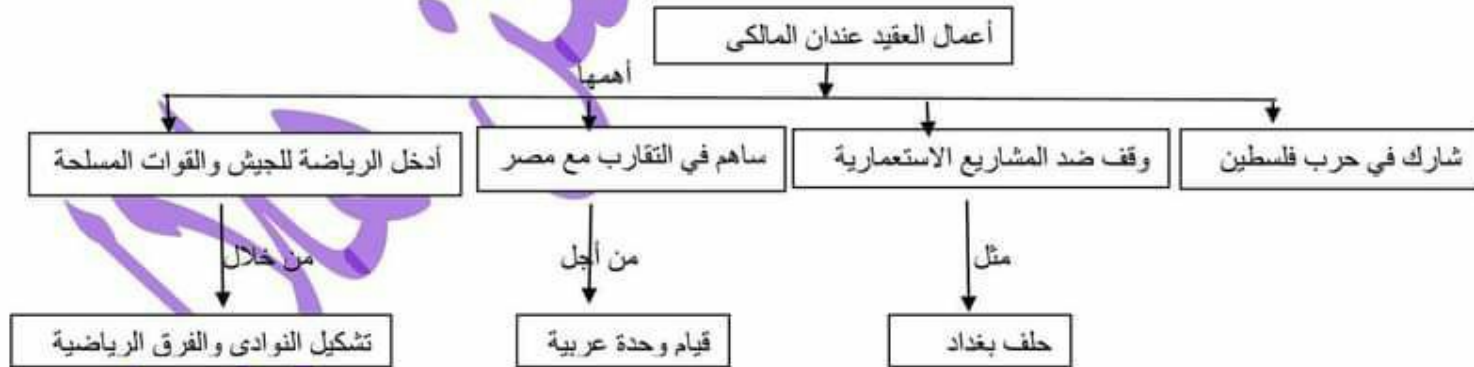 أعمال العقيد عندان المالكى
أهمها
شارك في حرب فلسطين
وقف ضد المشاريع الاستعمارية
ساهم في التقارب مع مصر
أدخل الرياضة للجيش والقوات المسلحة
مثل
من أجل
من خلال
حلف بغداد
قيام وحدة عربية
تشكيل النوادى والفرق الرياضية